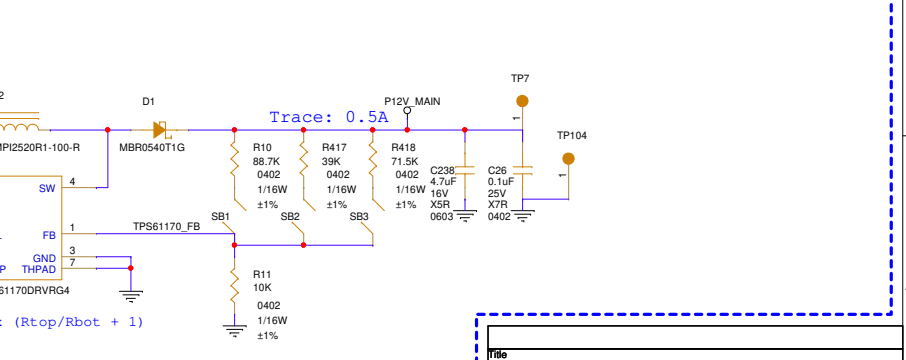 TP7
2
D1
P12V_MAIN
Trace: 0.5A
1
TP104
MPI2520R1-100-R
MBR0540T1G
R10
88.7K
0402
1/16W
±1%
R417
39K
0402
1/16W
±1%
R418
71.5K
0402
1/16W
±1%
C238
4.7uF
16V
X5R
0603
C26
0.1uF
25V
X7R
0402
1
SW
4
SB1
SB2
SB3
FB
1
TPS61170_FB
GND
3
THPAD
7
P
R11
10K
0402
1/16W
±1%
61170DRVRG4
: (Rtop/Rbot + 1)
Title